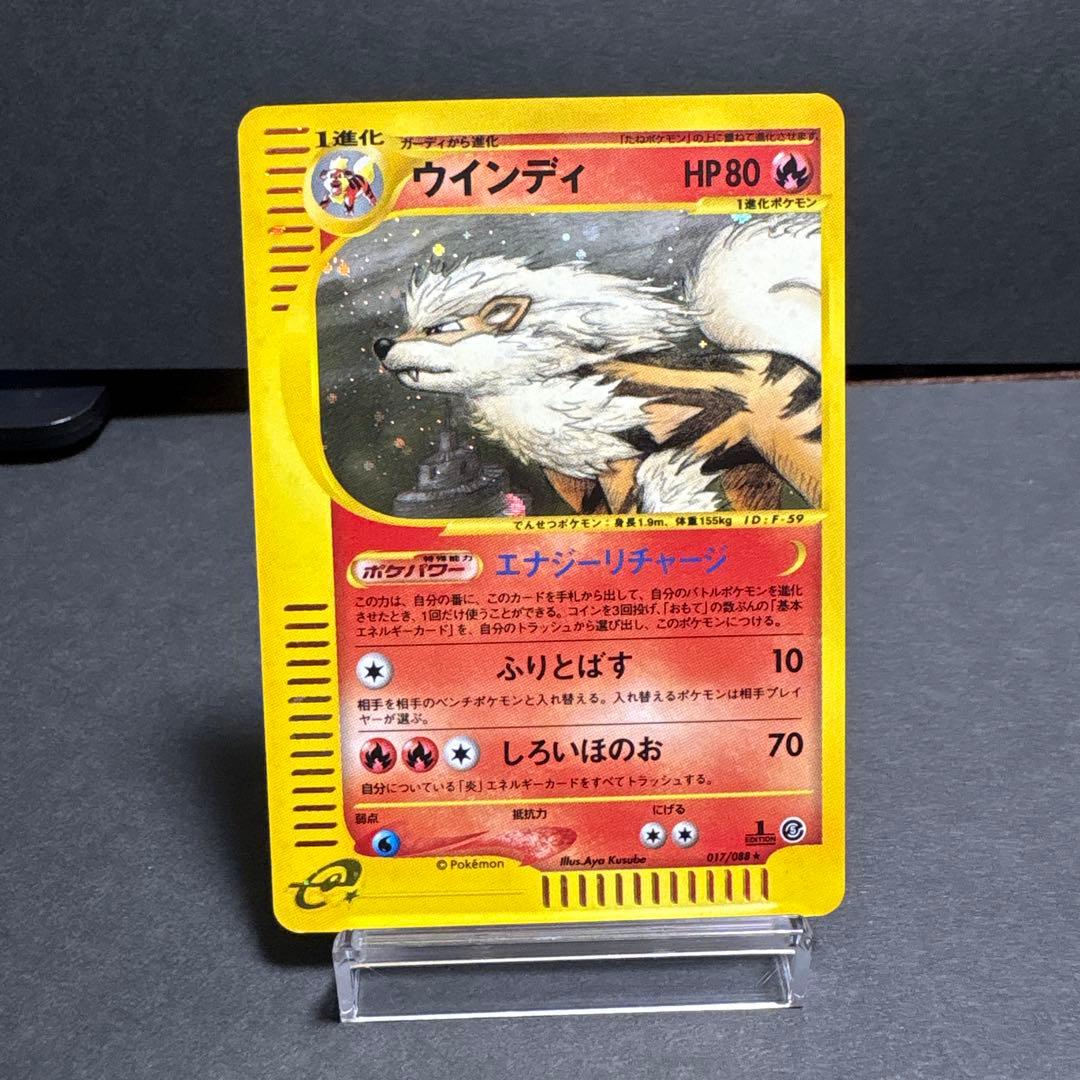 1進化 ガーディから進化 「たねポケモン」の上に重ねて進化させます
ウインディ HP80
1進化ポケモン
でんせつポケモン：身長1.9m、体重155kg ID:F-59
特殊能力
ポケパワー エナジーリチャージ
この力は、自分の番に、このカードを手札から出して、自分のバトルポケモンを進化
させたとき、1回だけ使うことができる。コインを3回投げ、「おもて」の数ぶんの「基本
エネルギーカード」を、自分のトラッシュから選び出し、このポケモンにつける。
ふりとばす 10
相手を相手のベンチポケモンと入れ替える。入れ替えるポケモンは相手プレイ
ヤーが選ぶ。
しろいほのお 70
自分についている「炎」エネルギーカードをすべてトラッシュする。
弱点 抵抗力 にげる
1
EDITION
S
© Pokémon Illus.Aya Kusube 017/088★
e